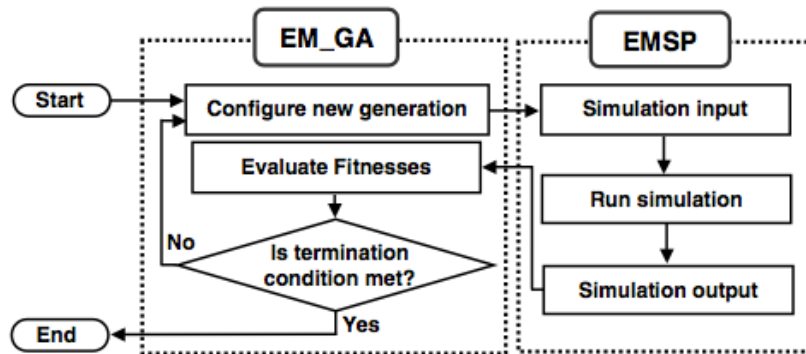 EM_GA
EMSP
Start
Configure new generation
Simulation input
Evaluate Fitnesses
Run simulation
No
Is termination
condition met?
Simulation output
Yes
End